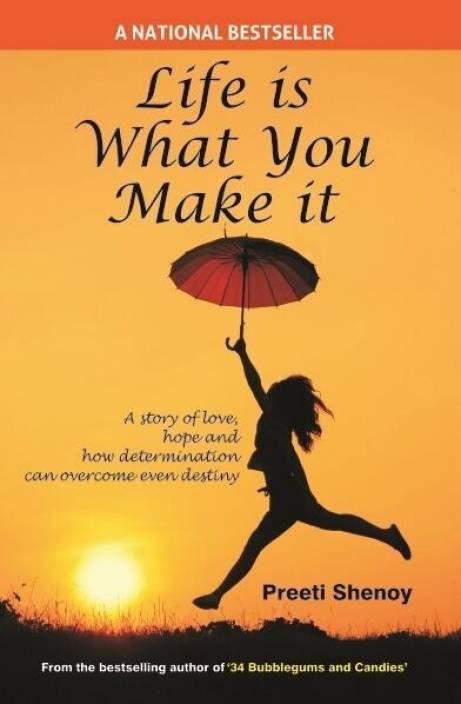 A NATIONAL BESTSELLER
Life is
What You
Make it
A story of love,
hope and
how determination
can overcome even destiny
Preeti Shenoy
From the bestselling author of '34 Bubblegums and Candies'